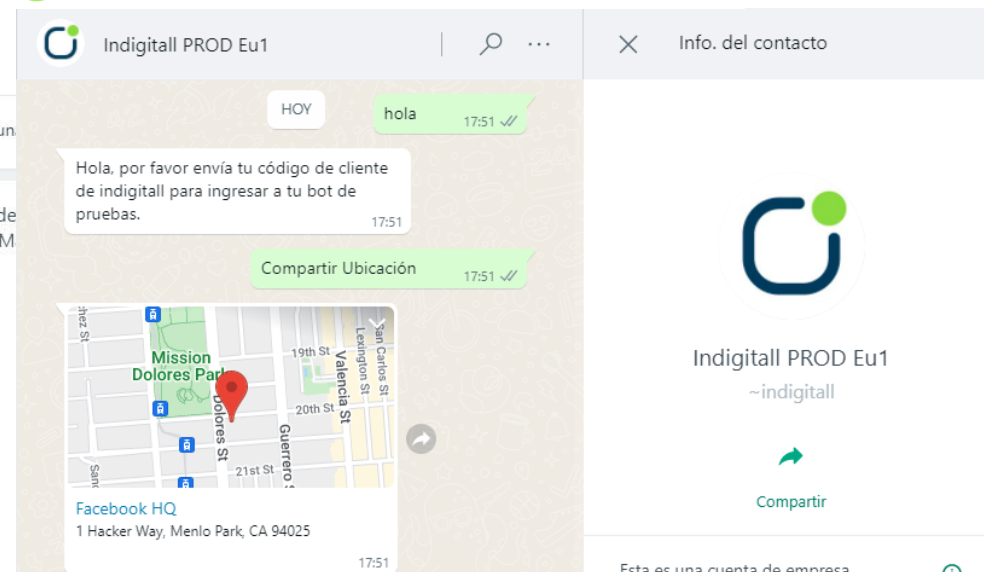 Indigitall PROD Eu1
Info. del contacto
HOY
hola
17:51
Hola, por favor envía tu código de cliente
de indigitall para ingresar a tu bot de
pruebas.
17:51
Compartir Ubicación
17:51
Mission
Dolores Park
19th St
20th St
21st St
Dolores St
Guerrero S
Valencia St
Lexington St
San Carlos St
Facebook HQ
1 Hacker Way, Menlo Park, CA 94025
17:51
Indigitall PROD Eu1
~indigitall
Compartir
Esta es una cuenta de empresa